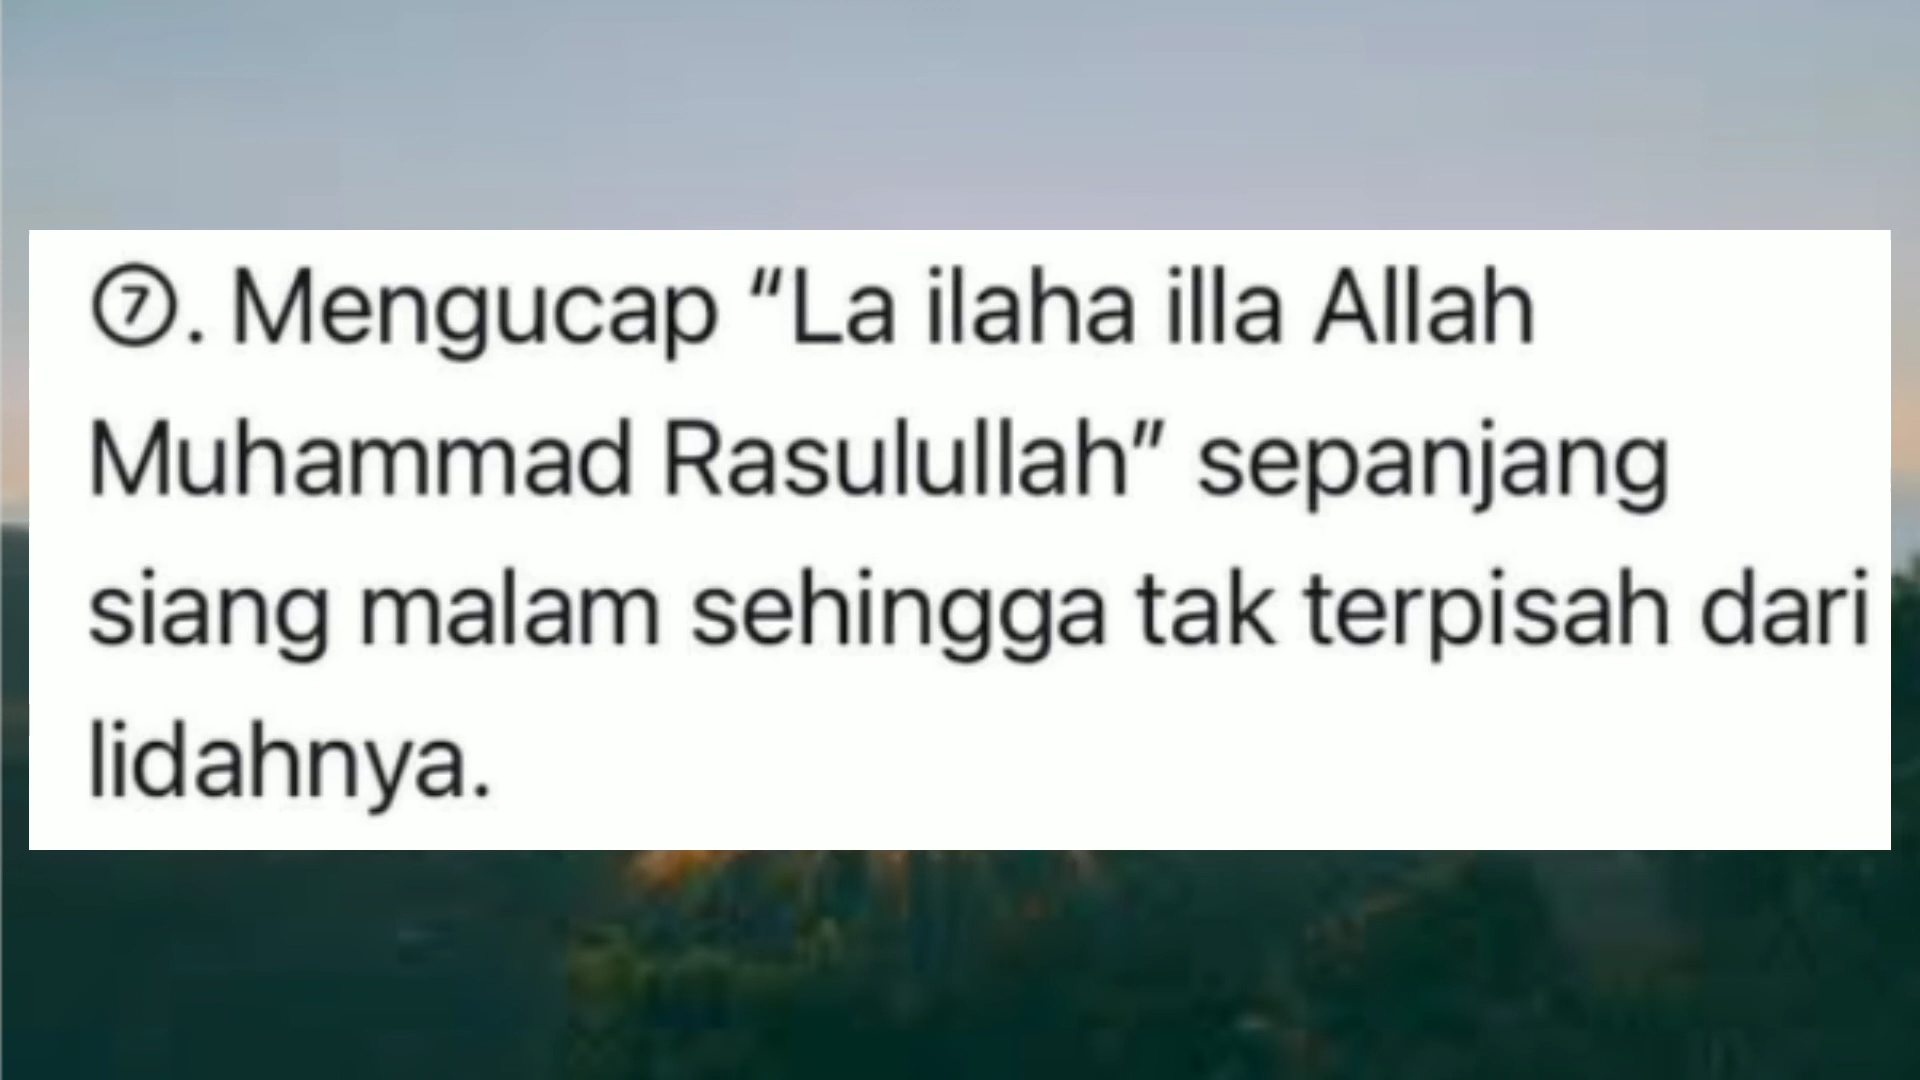 ⑦. Mengucap “La ilaha illa Allah
Muhammad Rasulullah” sepanjang
siang malam sehingga tak terpisah dari
lidahnya.